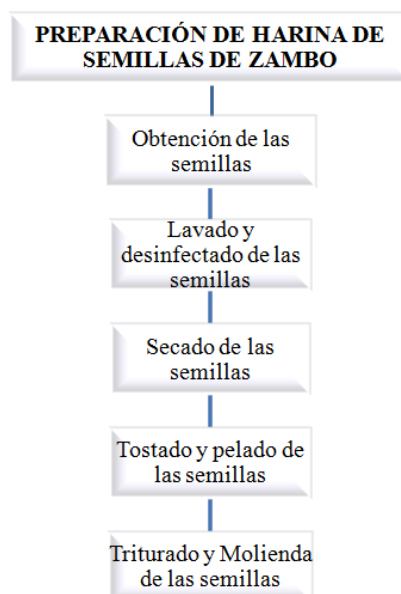 PREPARACIÓN DE HARINA DE
SEMILLAS DE ZAMBO
Obtención de las
semillas
Lavado y
desinfectado de las
semillas
Secado de las
semillas
Tostado y pelado de
las semillas
Triturado y Molienda
de las semillas